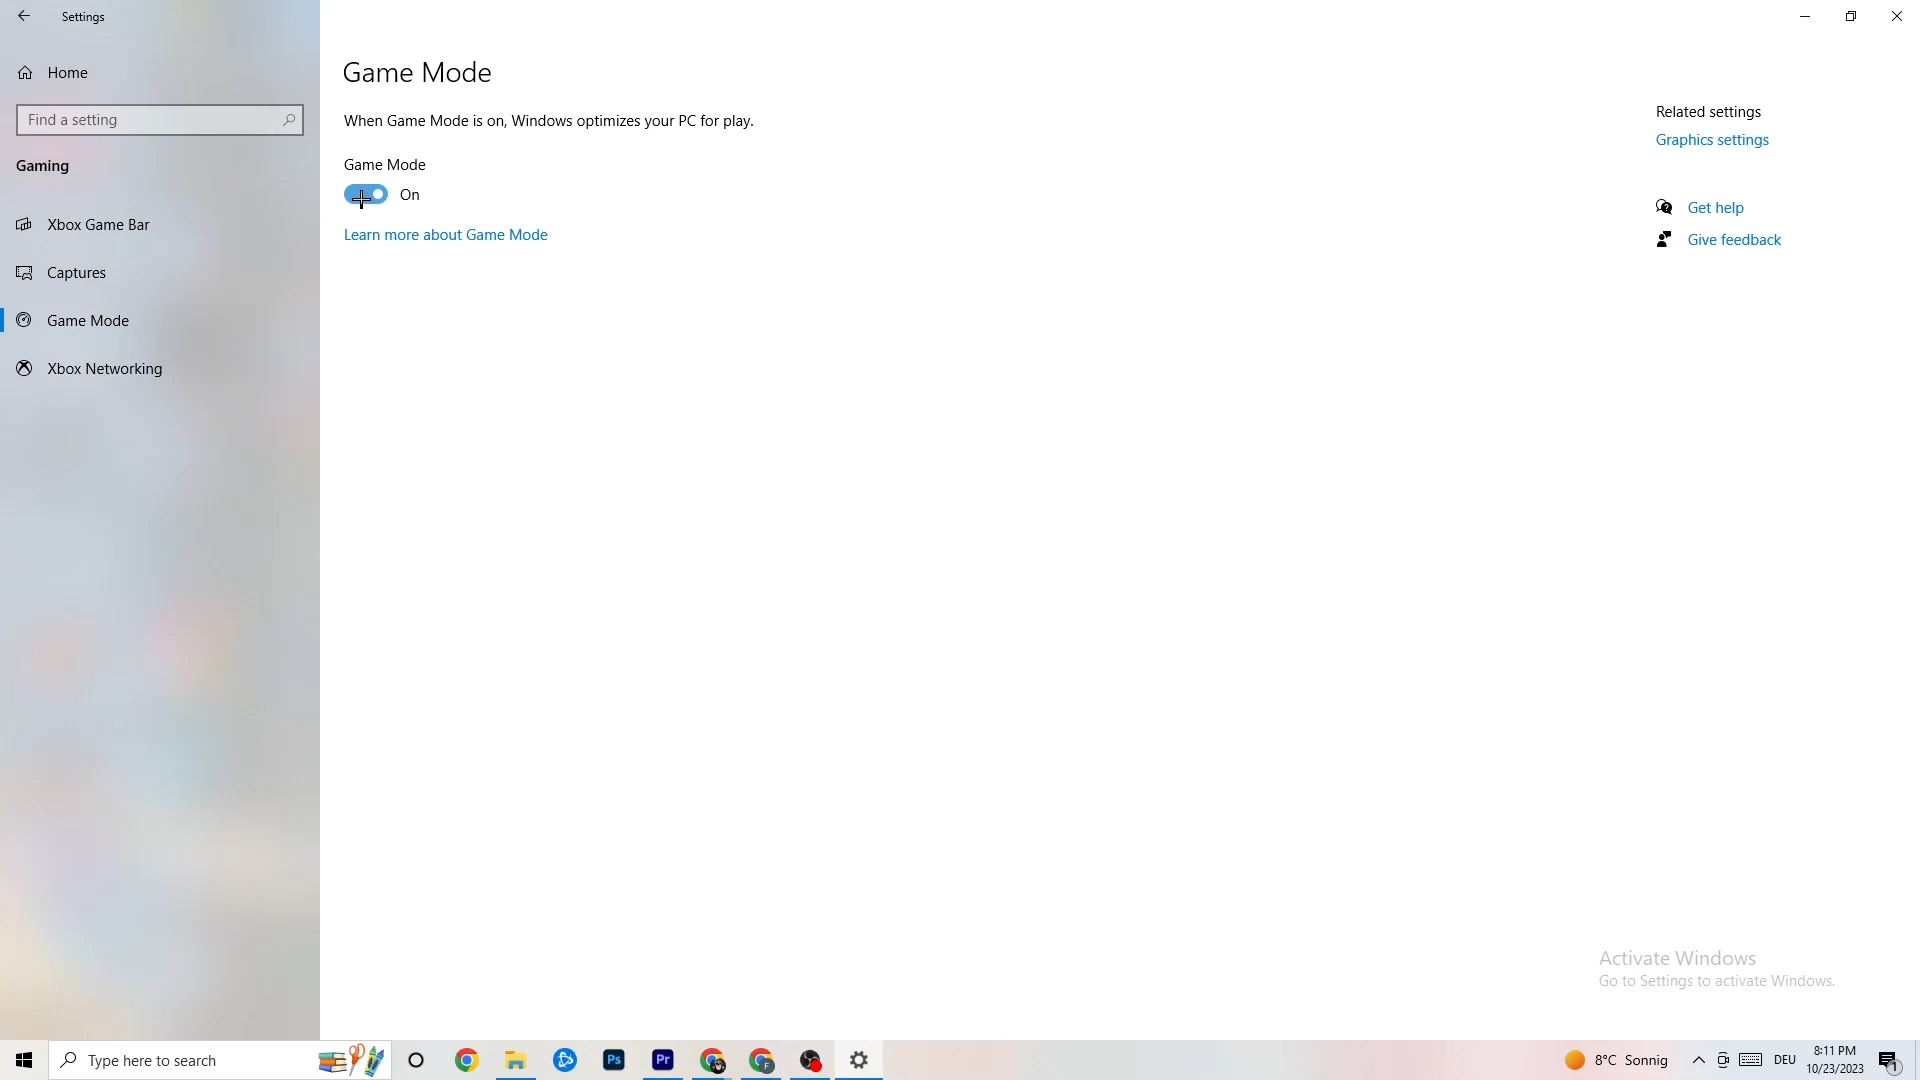 Settings
Home
Find a setting
Gaming
Xbox Game Bar
Captures
Game Mode
Xbox Networking
Game Mode
When Game Mode is on, Windows optimizes your PC for play.
Game Mode
On
Learn more about Game Mode
Related settings
Graphics settings
Get help
Give feedback
Activate Windows
Go to Settings to activate Windows.
Type here to search
Ps
Pr
F
8°C Sonnig
DEU
8:11 PM
10/23/2023
1